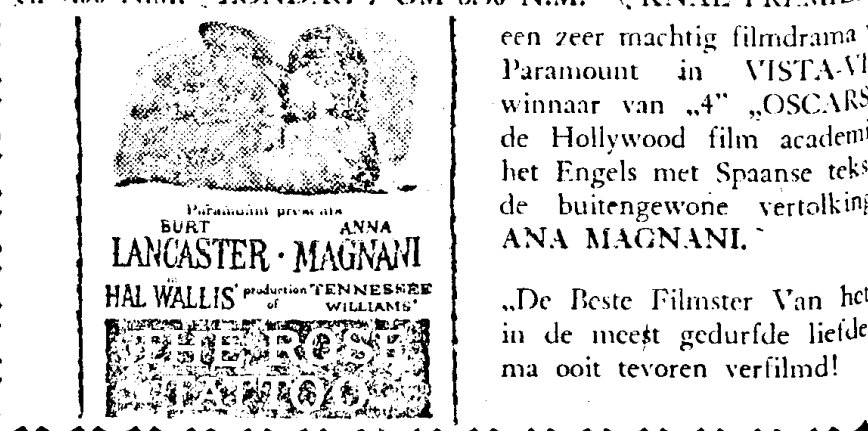 een zeer machtig filmdrama
Paramount in VISTA-VI
winnaar van „4” „OSCARS
de Hollywood film academi
het Engels met Spaanse teks
de buitengewone vertolking
ANA MAGNANI.
„De Beste Filmster Van het
in de meest gedurfde liefde
ma ooit tevoren verfilmd!
Paramount presents
BURT ANNA
LANCASTER · MAGNANI
HAL WALLIS' production of TENNESSEE WILLIAMS'
THE ROSE
TATTOO